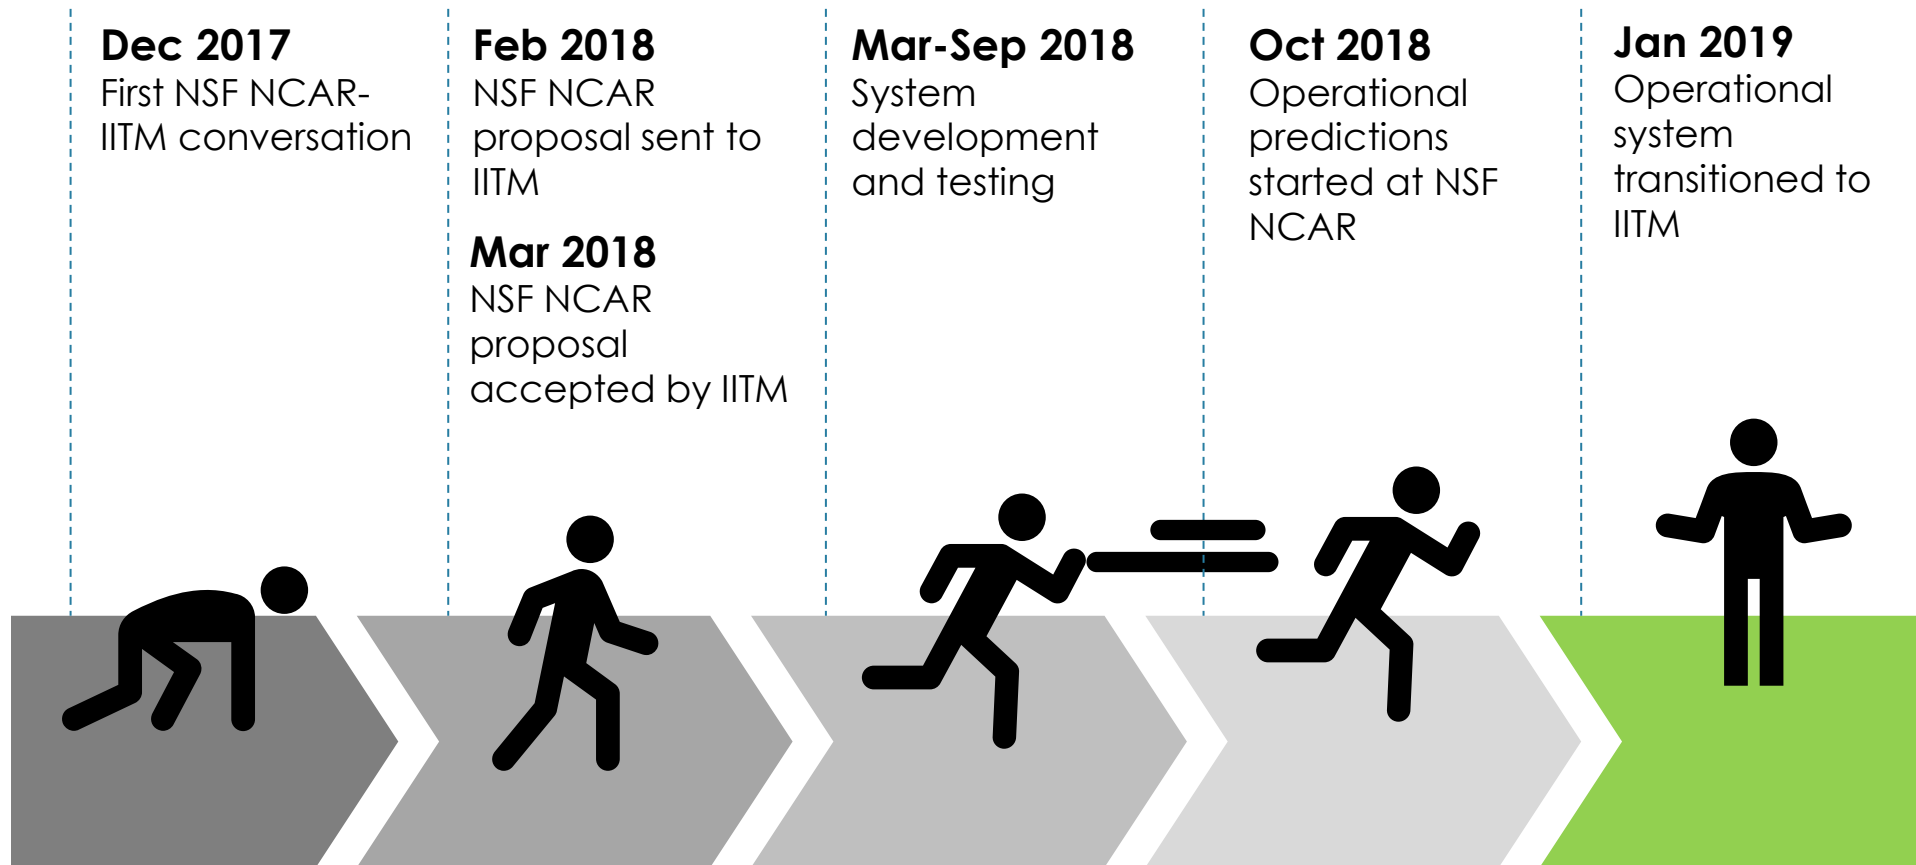 Dec 2017
First NSF NCAR-
IITM conversation
Feb 2018
NSF NCAR
proposal sent to
IITM
Mar 2018
NSF NCAR
proposal
accepted by IITM
Mar-Sep 2018
System
development
and testing
Oct 2018
Operational
predictions
started at NSF
NCAR
Jan 2019
Operational
system
transitioned to
IITM